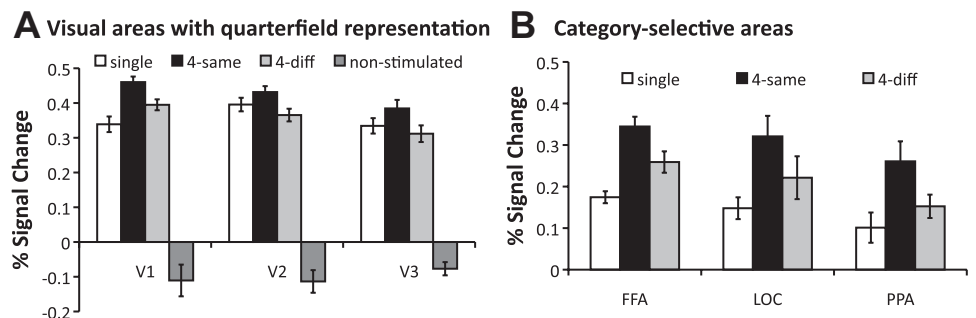 A Visual areas with quarterfield representation
single 4-same 4-diff non-stimulated
% Signal Change
0.5
0.4
0.3
0.2
0.1
0
-0.1
-0.2
V1 V2 V3
B Category-selective areas
single 4-same 4-diff
% Signal Change
0.5
0.4
0.3
0.2
0.1
0
FFA LOC PPA